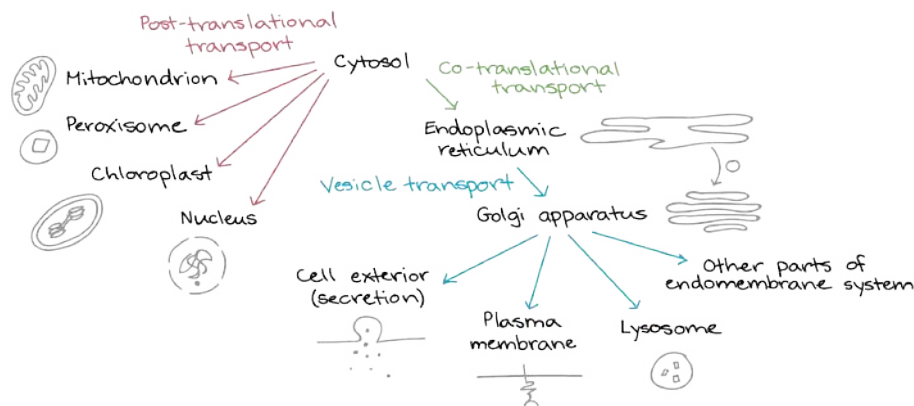 Post-translational
transport
Cytosol
Mitochondrion
Co-translational
transport
Peroxisome
Endoplasmic
reticulum
Chloroplast
Vesicle transport
Nucleus
Golgi apparatus
Cell exterior
(secretion)
Other parts of
endomembrane system
Plasma
membrane
Lysosome